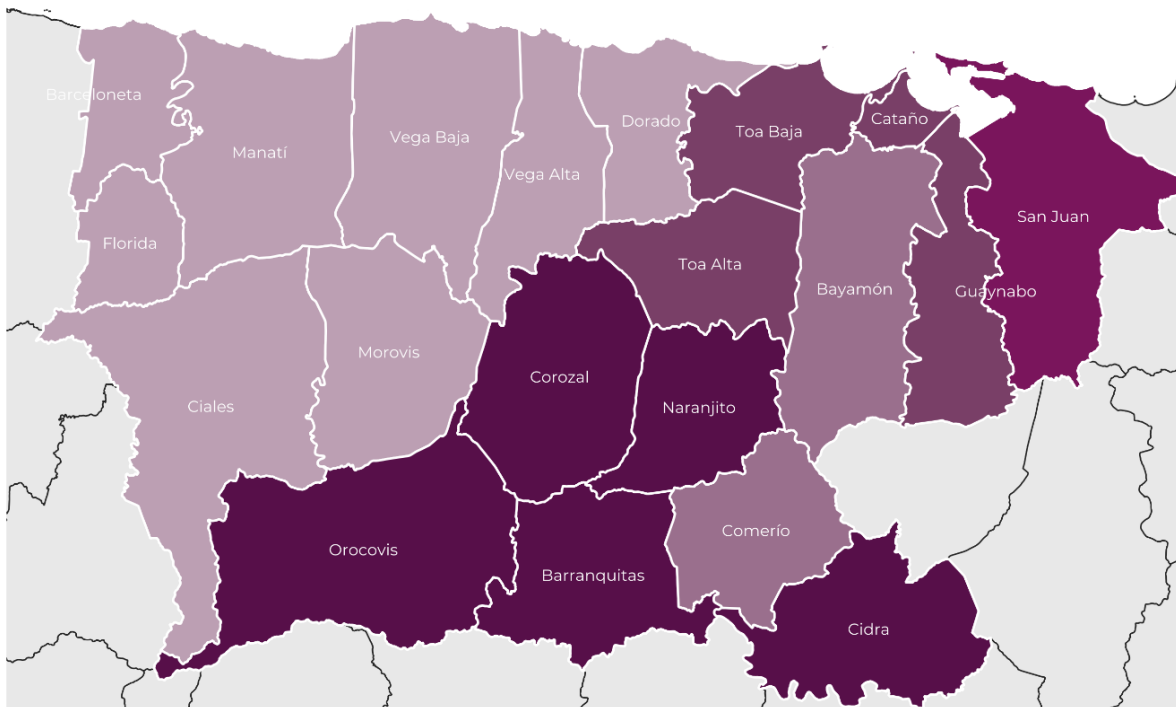 Barceloneta
Manatí
Vega Baja
Vega Alta
Dorado
Toa Baja
Cataño
San Juan
Florida
Toa Alta
Bayamón
Guaynabo
Morovis
Ciales
Corozal
Naranjito
Orocovis
Barranquitas
Comerío
Cidra